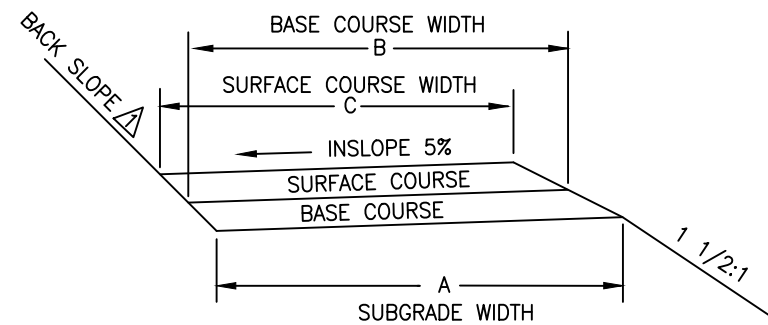 BASE COURSE WIDTH
B
BACK SLOPE 1
SURFACE COURSE WIDTH
C
INSLOPE 5%
SURFACE COURSE
BASE COURSE
1 1/2:1
A
SUBGRADE WIDTH